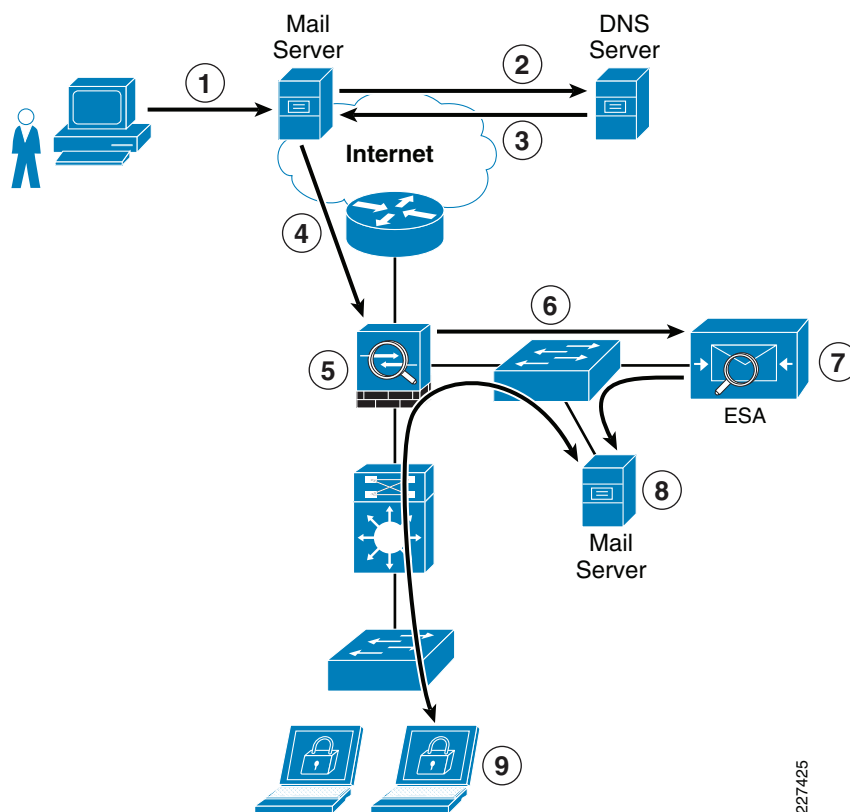 Mail
Server
DNS
Server
1
2
3
Internet
4
5
6
7
ESA
8
Mail
Server
9
227425